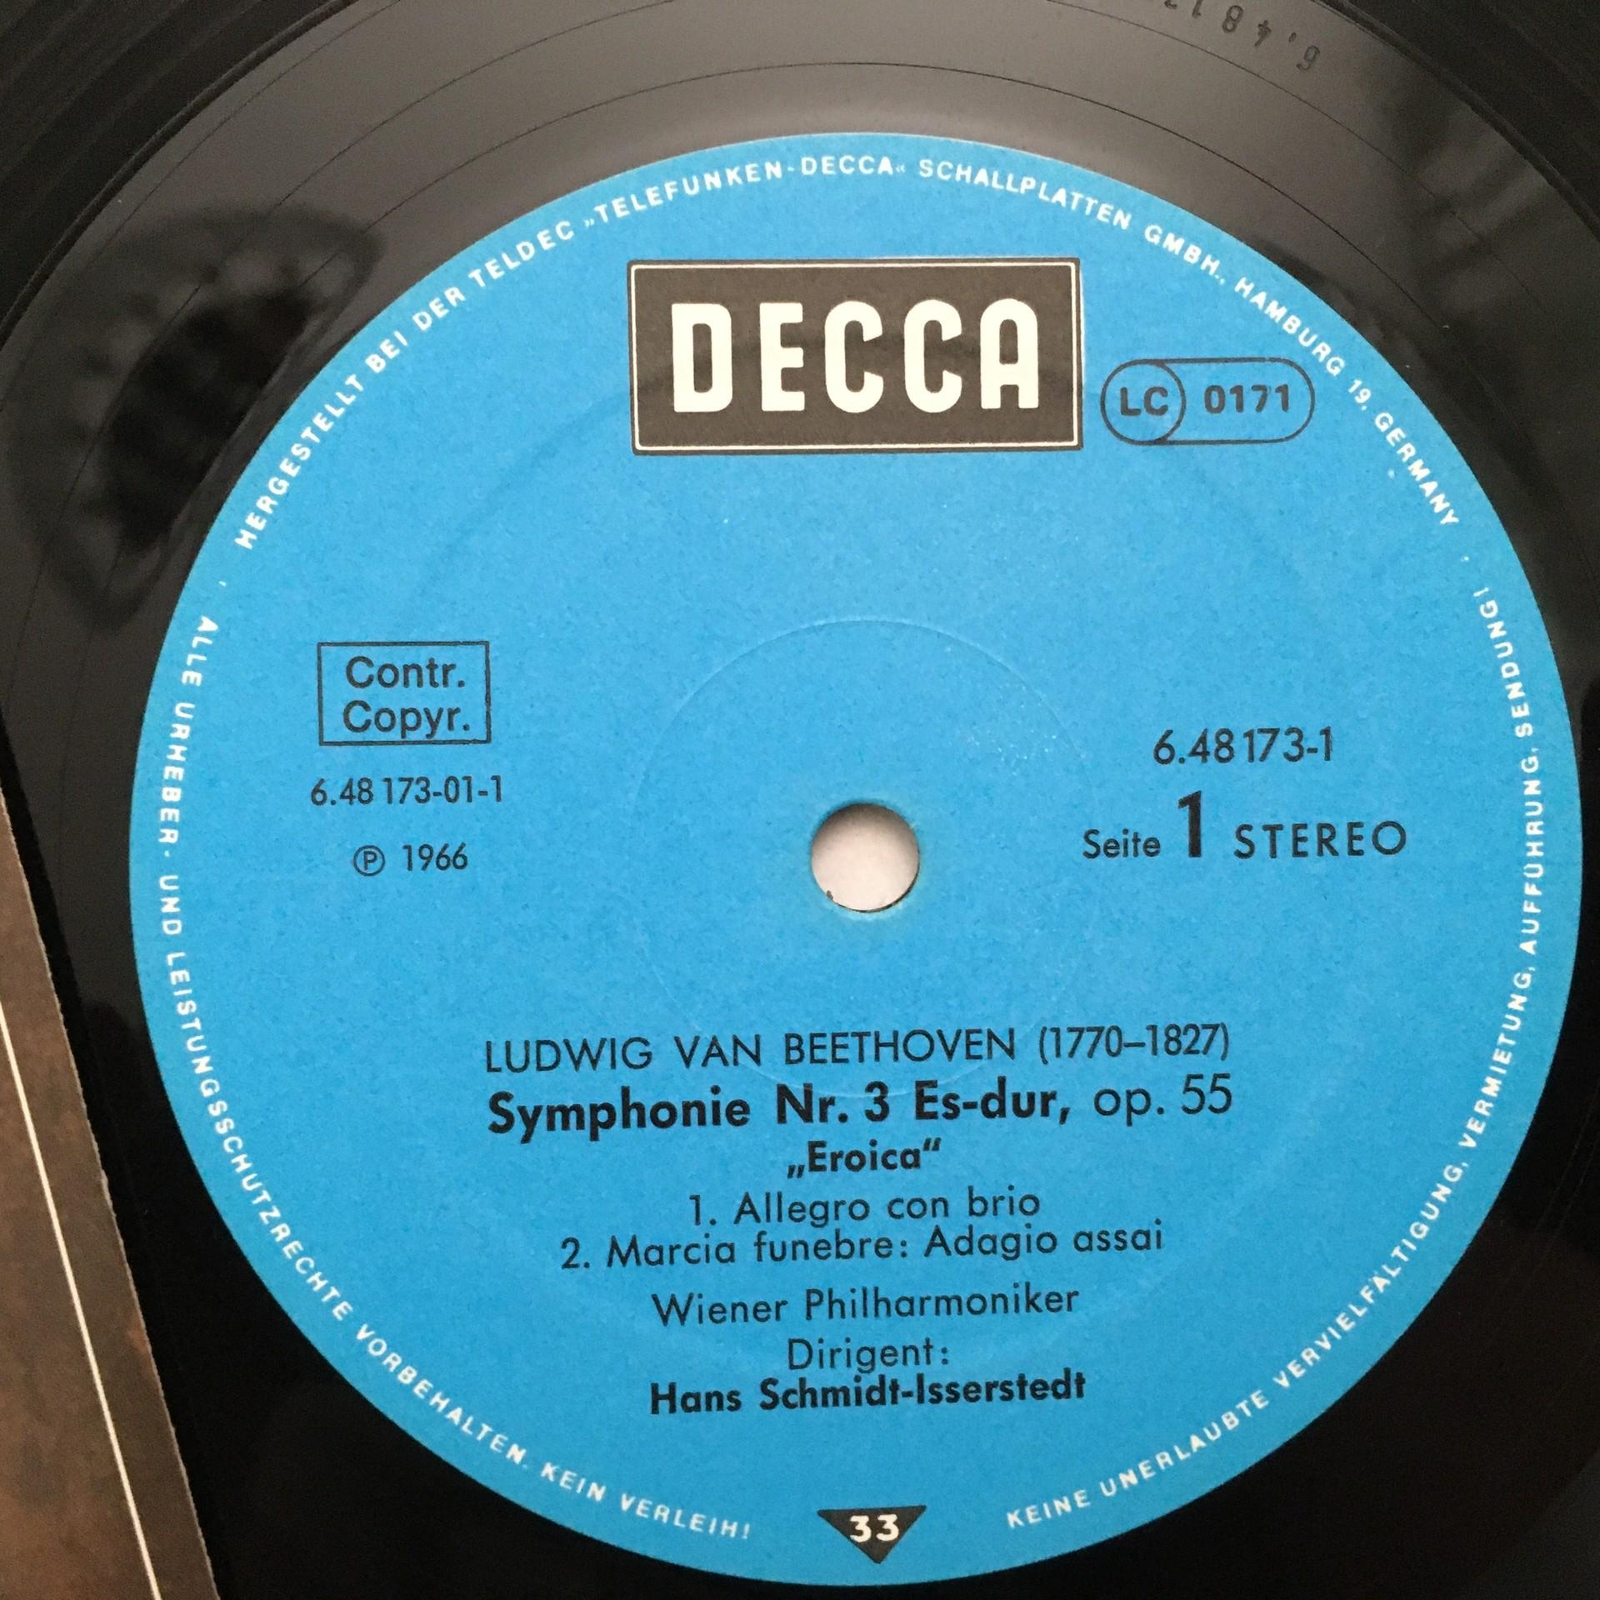 6.481
HERGESTELLT BEI DER TELDEC »TELEFUNKEN-DECCA« SCHALLPLATTEN GMBH., HAMBURG 19, GERMANY
DECCA
LC 0171
Contr.
Copyr.
6.48 173-01-1
℗ 1966
6.48173-1
Seite 1 STEREO
LUDWIG VAN BEETHOVEN (1770–1827)
Symphonie Nr. 3 Es-dur, op. 55
„Eroica“
1. Allegro con brio
2. Marcia funebre: Adagio assai
Wiener Philharmoniker
Dirigent:
Hans Schmidt-Isserstedt
33
ALLE URHEBER- UND LEISTUNGSSCHUTZRECHTE VORBEHALTEN. KEIN VERLEIH!
KEINE UNERLAUBTE VERVIELFÄLTIGUNG, VERMIETUNG, AUFFÜHRUNG, SENDUNG!